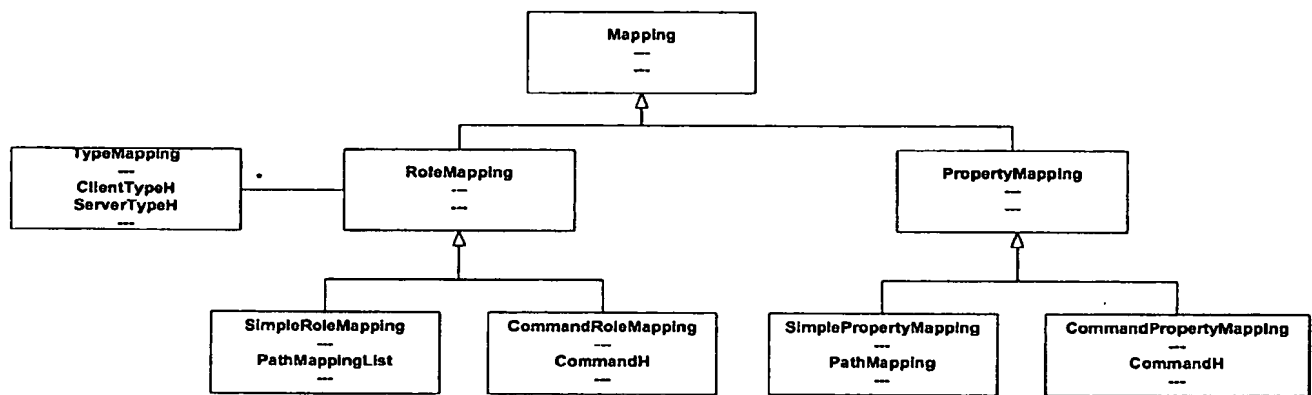 Mapping
---
---
TypeMapping
---
ClientTypeH
ServerTypeH
---
*
RoleMapping
---
---
PropertyMapping
---
---
SimpleRoleMapping
---
PathMappingList
---
CommandRoleMapping
---
CommandH
---
SimplePropertyMapping
---
PathMapping
---
CommandPropertyMapping
---
CommandH
---